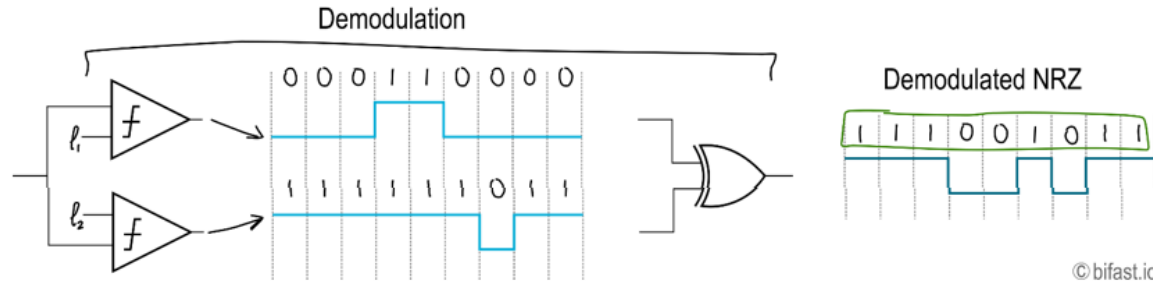 Demodulation
0 0 0 1 1 0 0 0 0
Demodulated NRZ
ℓ₁
1 1 1 0 0 1 0 1 1
1 1 1 1 1 1 0 1 1
ℓ₂
© bifast.io